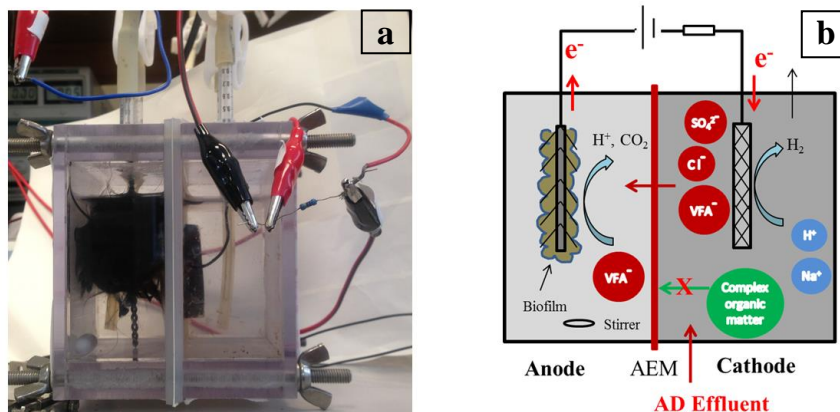 a
b
e⁻
e⁻
SO₄²⁻
H⁺, CO₂
Cl⁻
H₂
VFA⁻
H⁺
VFA⁻
Na⁺
X
Complex
organic
matter
Biofilm
Stirrer
Anode
AEM
Cathode
AD Effluent